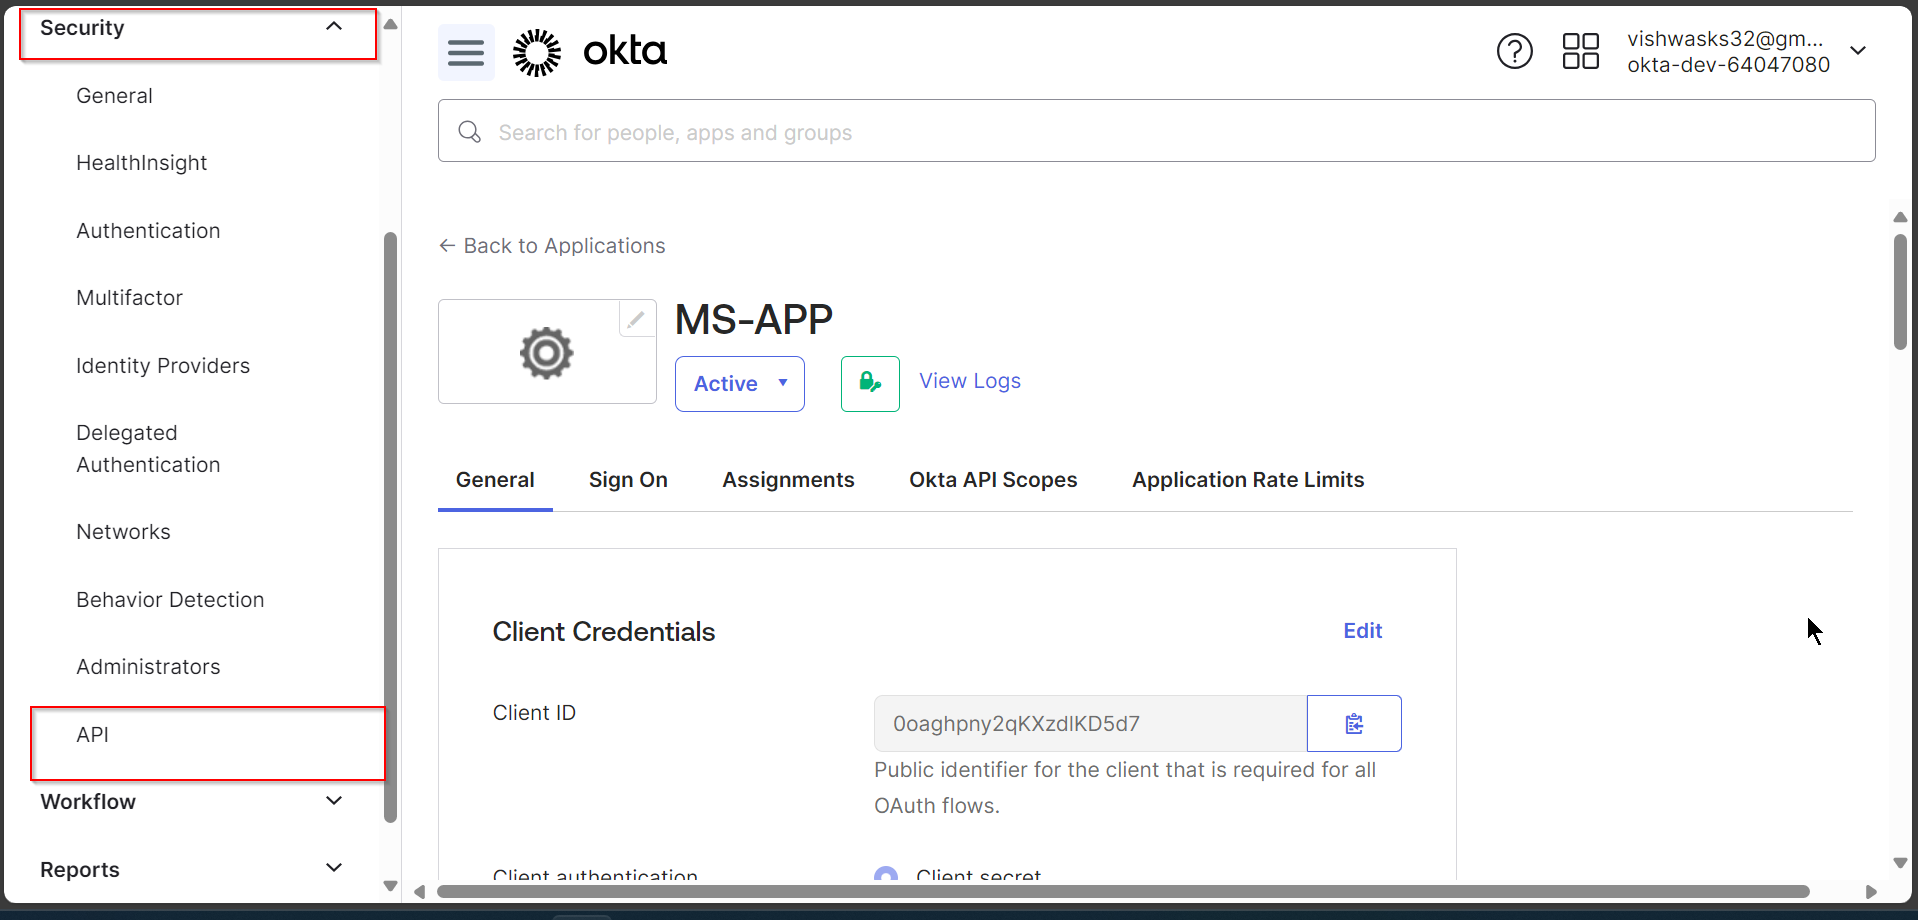 Security
General
HealthInsight
Authentication
Multifactor
Identity Providers
Delegated
Authentication
Networks
Behavior Detection
Administrators
API
Workflow
Reports
okta
vishwasks32@gm...
okta-dev-64047080
Search for people, apps and groups
← Back to Applications
MS-APP
Active
View Logs
General Sign On Assignments Okta API Scopes Application Rate Limits
Client Credentials
Edit
Client ID
0oaghpny2qKXzdlKD5d7
Public identifier for the client that is required for all
OAuth flows.
Client authentication
Client secret